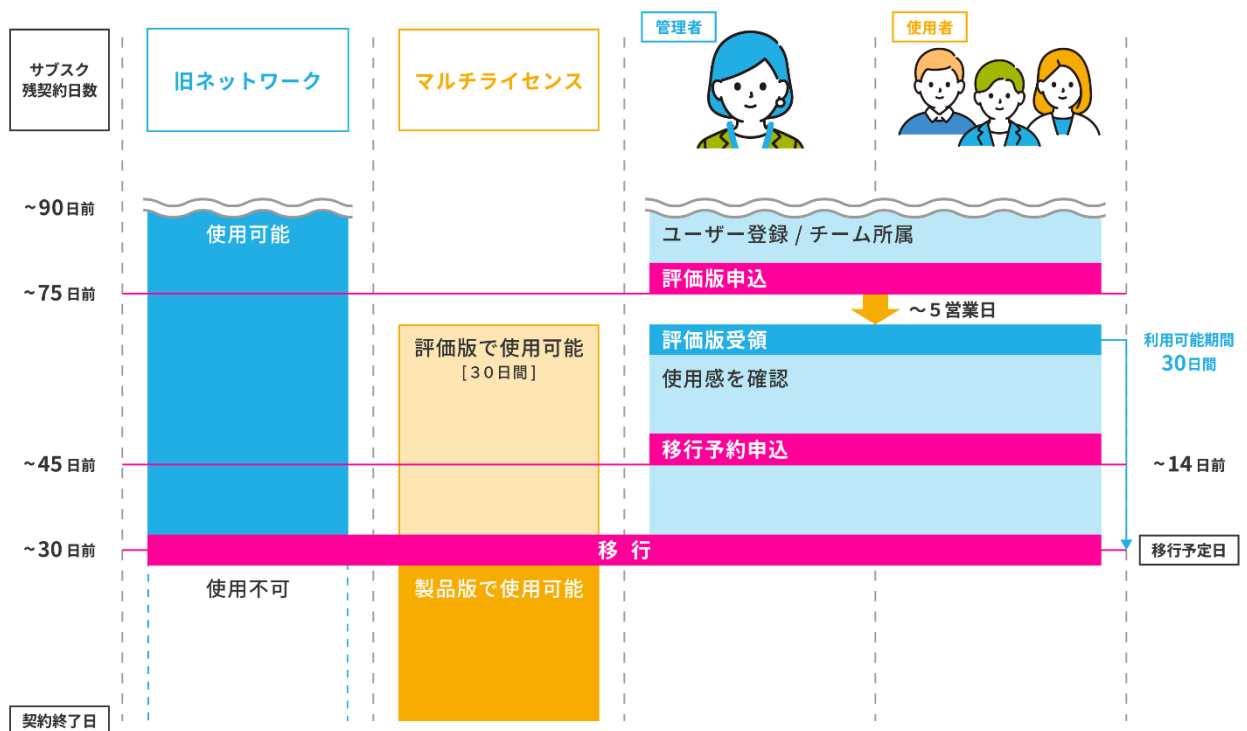 サブスク
残契約日数
旧ネットワーク
マルチライセンス
管理者
使用者
~90日前
使用可能
ユーザー登録 / チーム所属
評価版申込
~75日前
～5営業日
評価版で使用可能
[30日間]
評価版受領
利用可能期間
30日間
使用感を確認
移行予約申込
~45日前
~14日前
~30日前
移行
移行予定日
使用不可
製品版で使用可能
契約終了日